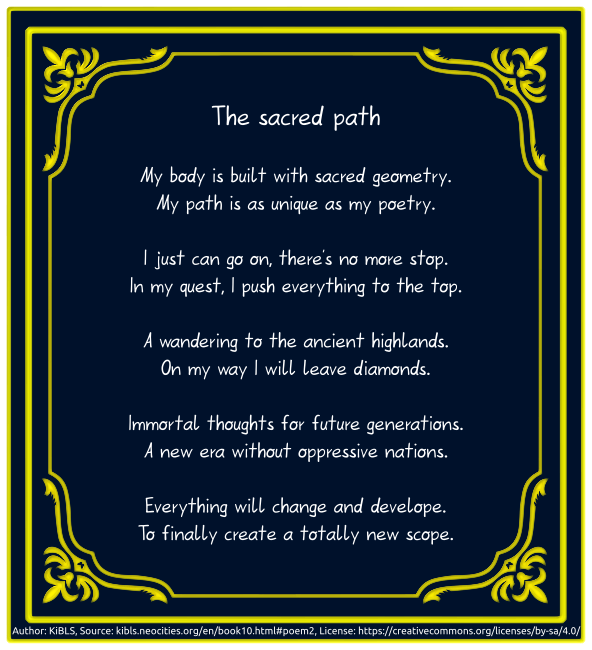 The sacred path
My body is built with sacred geometry.
My path is as unique as my poetry.
I just can go on, there's no more stop.
In my quest, I push everything to the top.
A wandering to the ancient highlands.
On my way I will leave diamonds.
Immortal thoughts for future generations.
A new era without oppressive nations.
Everything will change and develope.
To finally create a totally new scope.
Author: KiBLS, Source: kibls.neocities.org/en/book10.html#poem2, License: https://creativecommons.org/licenses/by-sa/4.0/